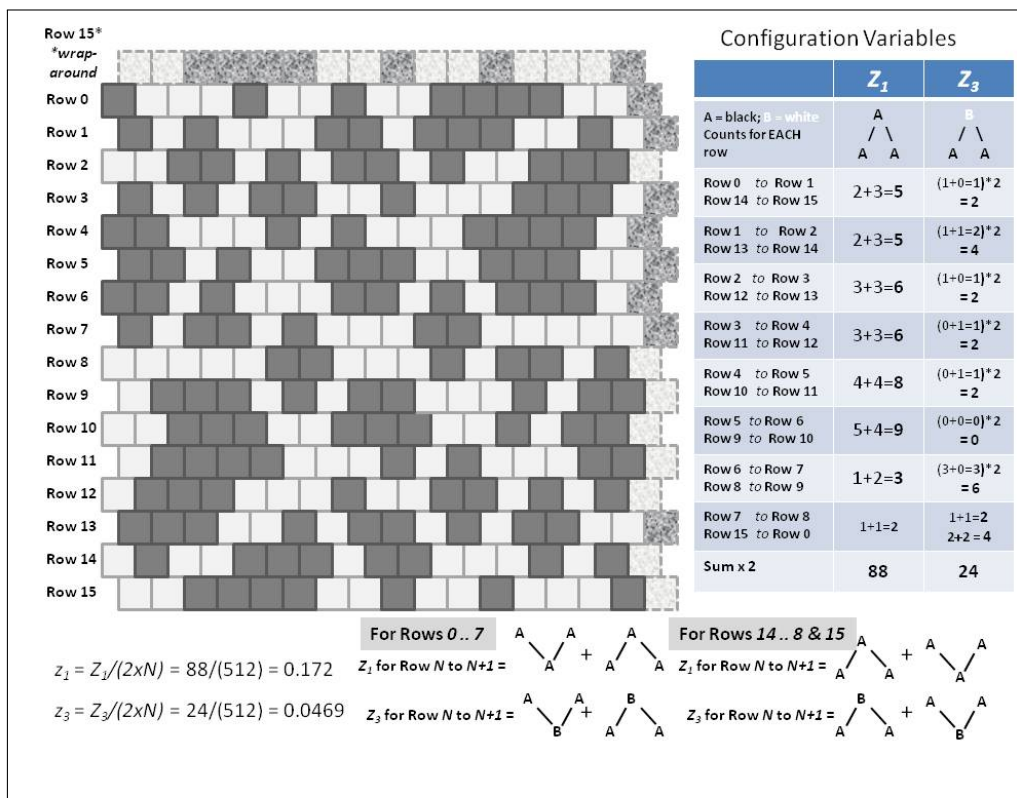 Row 15*
*wrap-
around
Row 0
Row 1
Row 2
Row 3
Row 4
Row 5
Row 6
Row 7
Row 8
Row 9
Row 10
Row 11
Row 12
Row 13
Row 14
Row 15
Configuration Variables
Z1 Z3
A = black; B = white
Counts for EACH
row
A
/ \
A A
B
/ \
A A
Row 0 to Row 1
Row 14 to Row 15
2+3=5
(1+0=1)*2
= 2
Row 1 to Row 2
Row 13 to Row 14
2+3=5
(1+1=2)*2
= 4
Row 2 to Row 3
Row 12 to Row 13
3+3=6
(1+0=1)*2
= 2
Row 3 to Row 4
Row 11 to Row 12
3+3=6
(0+1=1)*2
= 2
Row 4 to Row 5
Row 10 to Row 11
4+4=8
(0+1=1)*2
= 2
Row 5 to Row 6
Row 9 to Row 10
5+4=9
(0+0=0)*2
= 0
Row 6 to Row 7
Row 8 to Row 9
1+2=3
(3+0=3)*2
= 6
Row 7 to Row 8
Row 15 to Row 0
1+1=2
1+1=2
2+2 = 4
Sum x 2 88 24
z1 = Z1/(2xN) = 88/(512) = 0.172
z3 = Z3/(2xN) = 24/(512) = 0.0469
For Rows 0 .. 7
A A + A
Z1 for Row N to N+1 = A A A
A A + B
Z3 for Row N to N+1 = B A A
For Rows 14 .. 8 & 15
A + A A
Z1 for Row N to N+1 = A A A
B + A A
Z3 for Row N to N+1 = A A B